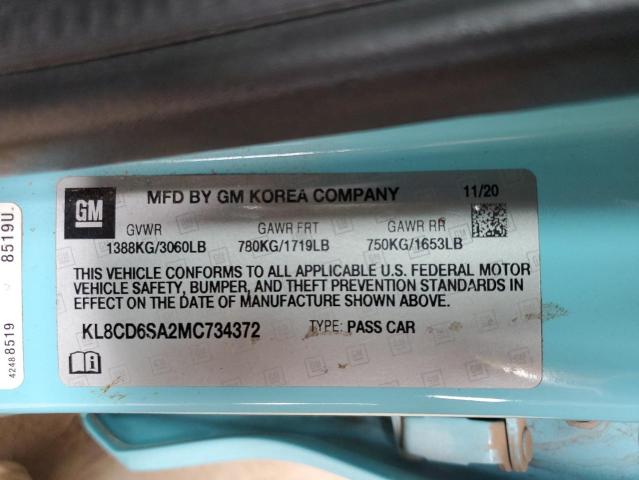 GM
MFD BY GM KOREA COMPANY
11/20
GVWR
GAWR FRT
GAWR RR
1388KG/3060LB
780KG/1719LB
750KG/1653LB
THIS VEHICLE CONFORMS TO ALL APPLICABLE U.S. FEDERAL MOTOR
VEHICLE SAFETY, BUMPER, AND THEFT PREVENTION STANDARDS IN
EFFECT ON THE DATE OF MANUFACTURE SHOWN ABOVE.
KL8CD6SA2MC734372
TYPE: PASS CAR
8519U
42488519